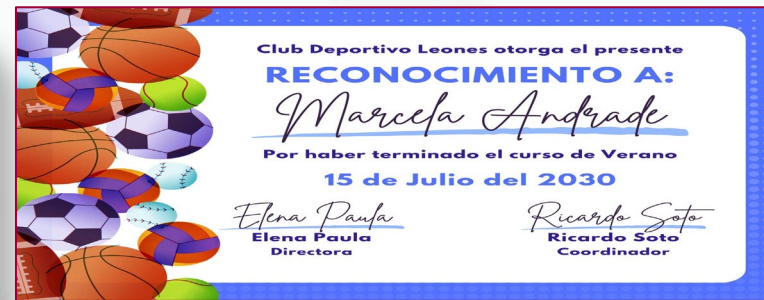 Club Deportivo Leones otorga el presente
RECONOCIMIENTO A:
Marcela Andrade
Por haber terminado el curso de Verano
15 de Julio del 2030
Elena Paula Ricardo Soto
Elena Paula Ricardo Soto
Directora Coordinador